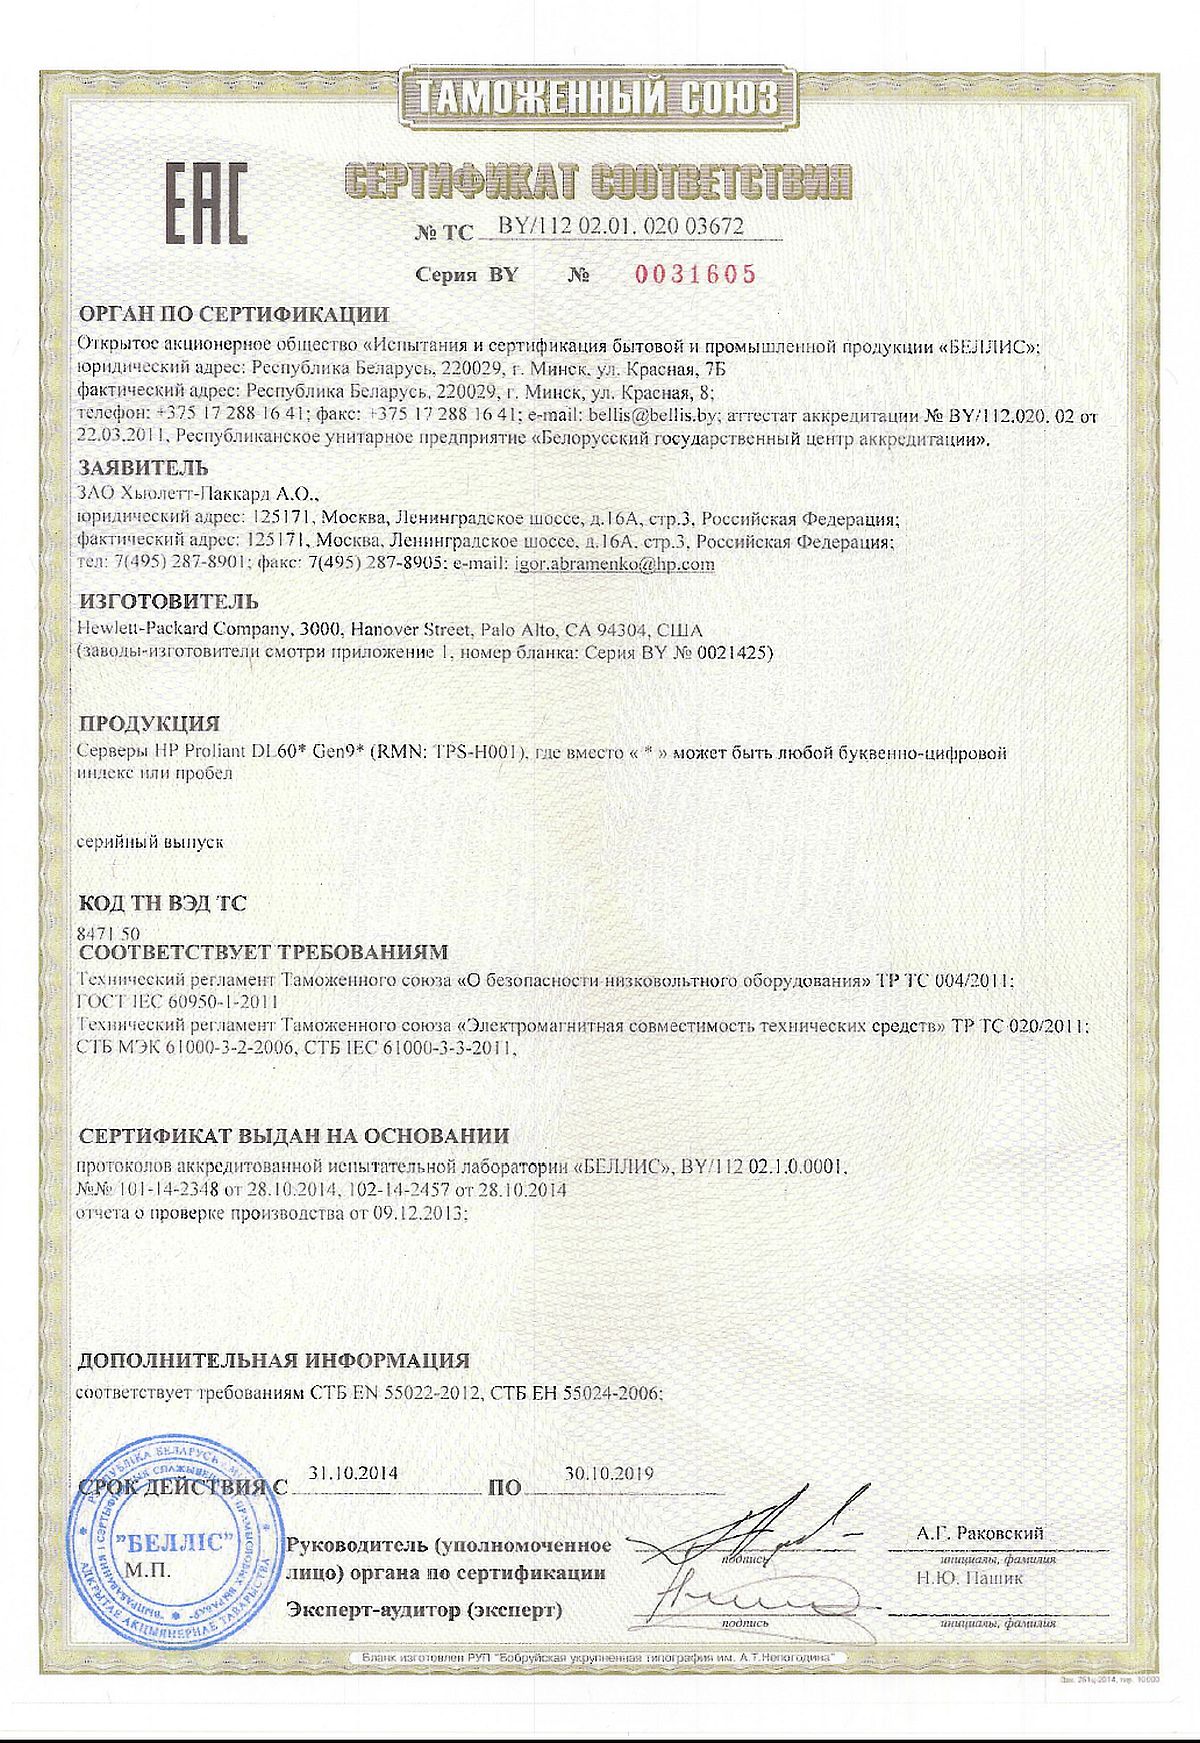 ТАМОЖЕННЫЙ СОЮЗ
ЕАС
СЕРТИФИКАТ СООТВЕТСТВИЯ
№ ТС BY/112 02.01. 020 03672
Серия BY № 0031605
ОРГАН ПО СЕРТИФИКАЦИИ
Открытое акционерное общество «Испытания и сертификация бытовой и промышленной продукции «БЕЛЛИС»;
юридический адрес: Республика Беларусь, 220029, г. Минск, ул. Красная, 7Б
фактический адрес: Республика Беларусь, 220029, г. Минск, ул. Красная, 8;
телефон: +375 17 288 16 41; факс: +375 17 288 16 41; e-mail: bellis@bellis.by; аттестат аккредитации № BY/112.020. 02 от
22.03.2011, Республиканское унитарное предприятие «Белорусский государственный центр аккредитации».
ЗАЯВИТЕЛЬ
ЗАО Хьюлетт-Паккард А.О.,
юридический адрес: 125171, Москва, Ленинградское шоссе, д.16А, стр.3, Российская Федерация;
фактический адрес: 125171, Москва, Ленинградское шоссе, д.16А, стр.3, Российская Федерация;
тел: 7(495) 287-8901; факс: 7(495) 287-8905; e-mail: igor.abramenko@hp.com
ИЗГОТОВИТЕЛЬ
Hewlett-Packard Company, 3000, Hanover Street, Palo Alto, CA 94304, США
(заводы-изготовители смотри приложение 1, номер бланка: Серия BY № 0021425)
ПРОДУКЦИЯ
Серверы HP Proliant DL60* Gen9* (RMN: TPS-H001), где вместо « * » может быть любой буквенно-цифровой
индекс или пробел
серийный выпуск
КОД ТН ВЭД ТС
8471 50
СООТВЕТСТВУЕТ ТРЕБОВАНИЯМ
Технический регламент Таможенного союза «О безопасности низковольтного оборудования» ТР ТС 004/2011;
ГОСТ IEC 60950-1-2011
Технический регламент Таможенного союза «Электромагнитная совместимость технических средств» ТР ТС 020/2011;
СТБ МЭК 61000-3-2-2006, СТБ IEC 61000-3-3-2011,
СЕРТИФИКАТ ВЫДАН НА ОСНОВАНИИ
протоколов аккредитованной испытательной лаборатории «БЕЛЛИС», BY/112 02.1.0.0001,
№№ 101-14-2348 от 28.10.2014, 102-14-2457 от 28.10.2014
отчета о проверке производства от 09.12.2013;
ДОПОЛНИТЕЛЬНАЯ ИНФОРМАЦИЯ
соответствует требованиям СТБ EN 55022-2012, СТБ ЕН 55024-2006;
СРОК ДЕЙСТВИЯ С 31.10.2014 ПО 30.10.2019
РЭСПУБЛІКА БЕЛАРУСЬ
АДКРЫТАЕ АКЦЫЯНЕРНАЕ ТАВАРЫСТВА
"БЕЛЛІС"
М.П.
Руководитель (уполномоченное
лицо) органа по сертификации
подпись
А.Г. Раковский
инициалы, фамилия
Эксперт-аудитор (эксперт)
подпись
Н.Ю. Пашик
инициалы, фамилия
Бланк изготовлен РУП "Бобруйская укрупненная типография им. А.Т.Непогодина"
Зак. 261ц-2014, тир. 10000